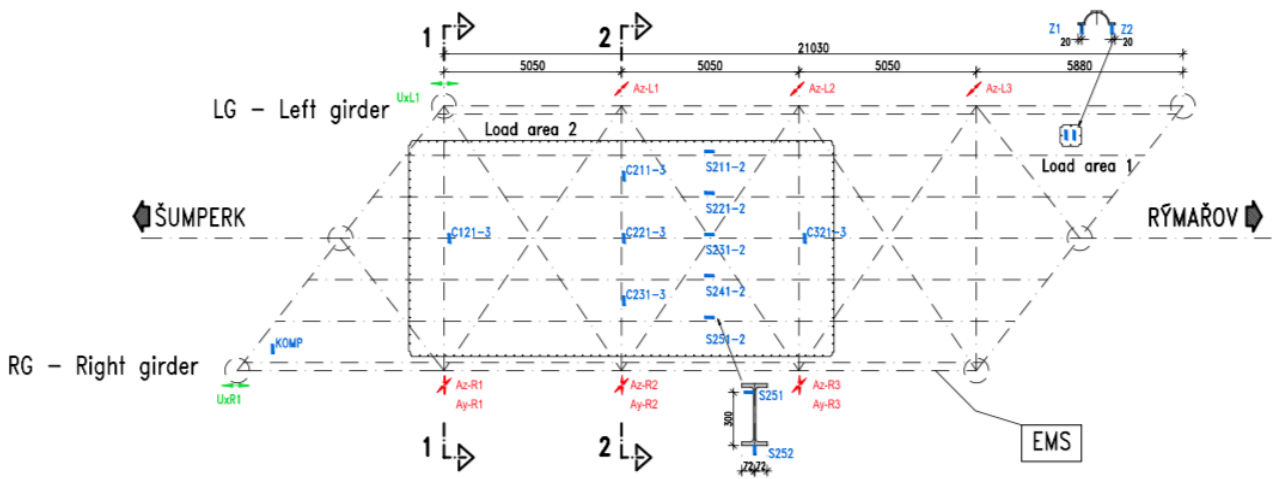 1
2
Z1
Z2
20
20
21030
5050
5050
5050
5880
UxL1
Az-L1
Az-L2
Az-L3
LG - Left girder
Load area 2
Load area 1
S211-2
C211-3
S221-2
ŠUMPERK
RÝMAŘOV
C121-3
C221-3
S231-2
C321-3
S241-2
C231-3
S251-2
KOMP
RG - Right girder
UxR1
Az-R1
Ay-R1
Az-R2
Ay-R2
Az-R3
Ay-R3
S251
300
1
2
EMS
S252
72
72